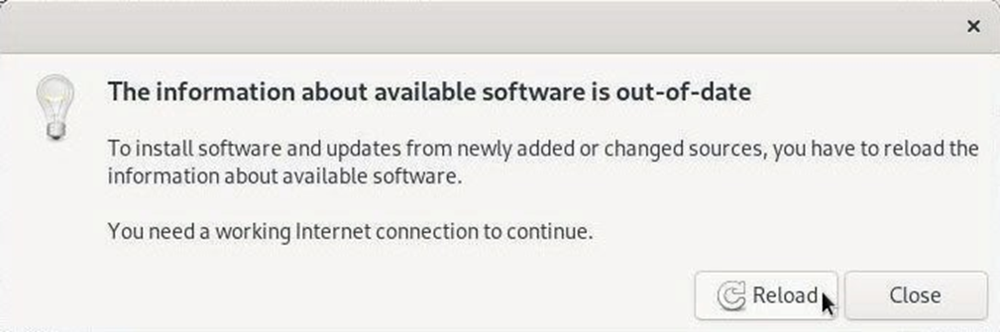 The information about available software is out-of-date
To install software and updates from newly added or changed sources, you have to reload the
information about available software.
You need a working Internet connection to continue.
Reload
Close